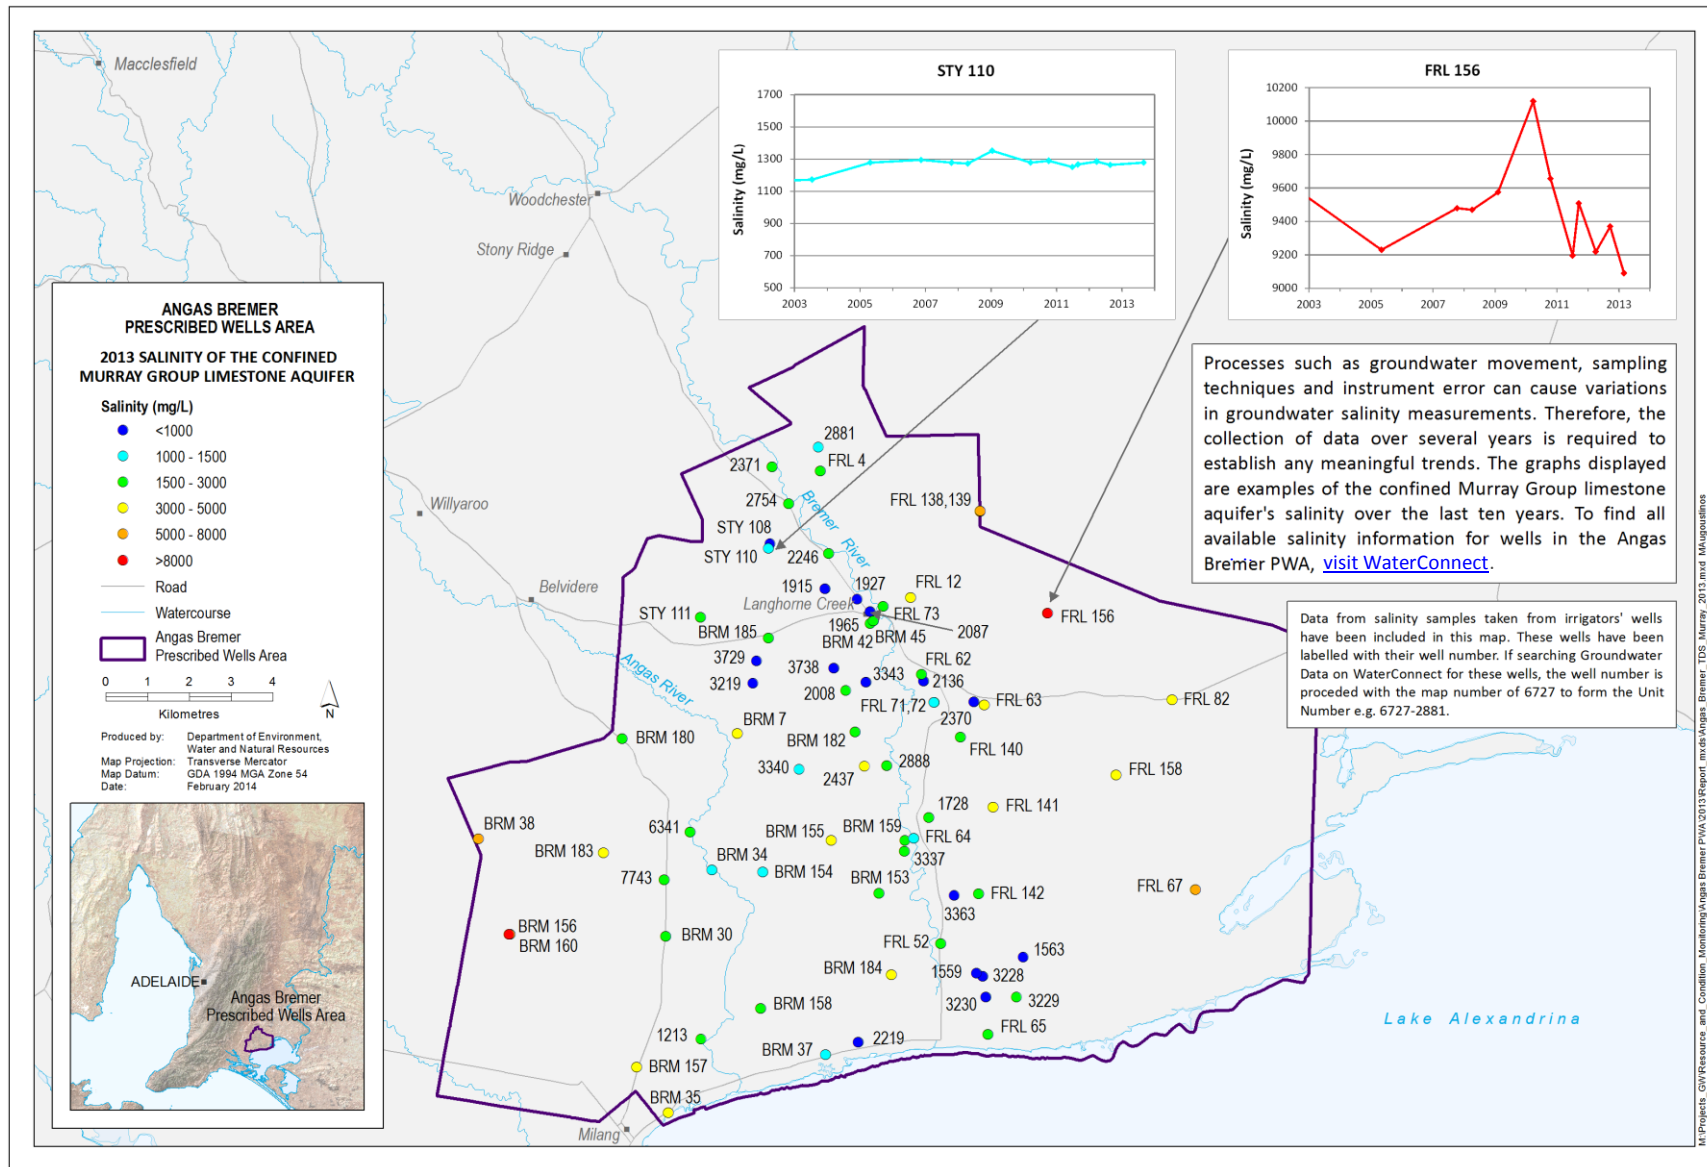 Macclesfield
Woodchester
Stony Ridge
Willyaroo
Belvidere
Langhorne Creek
Milang
Bremer
River
Angas River
Lake Alexandrina
STY 110
Salinity (mg/L)
1700
1500
1300
1100
900
700
500
2003
2005
2007
2009
2011
2013
FRL 156
Salinity (mg/L)
10200
10000
9800
9600
9400
9200
9000
2003
2005
2007
2009
2011
2013
Processes such as groundwater movement, sampling
techniques and instrument error can cause variations
in groundwater salinity measurements. Therefore, the
collection of data over several years is required to
establish any meaningful trends. The graphs displayed
are examples of the confined Murray Group limestone
aquifer's salinity over the last ten years. To find all
available salinity information for wells in the Angas
Bremer PWA, visit WaterConnect.
Data from salinity samples taken from irrigators' wells
have been included in this map. These wells have been
labelled with their well number. If searching Groundwater
Data on WaterConnect for these wells, the well number is
proceded with the map number of 6727 to form the Unit
Number e.g. 6727-2881.
ANGAS BREMER
PRESCRIBED WELLS AREA
2013 SALINITY OF THE CONFINED
MURRAY GROUP LIMESTONE AQUIFER
Salinity (mg/L)
<1000
1000 - 1500
1500 - 3000
3000 - 5000
5000 - 8000
>8000
Road
Watercourse
Angas Bremer
Prescribed Wells Area
0 1 2 3 4
Kilometres
N
Produced by: Department of Environment,
Water and Natural Resources
Map Projection: Transverse Mercator
Map Datum: GDA 1994 MGA Zone 54
Date: February 2014
ADELAIDE
Angas Bremer
Prescribed Wells Area
2881
2371
FRL 4
2754
FRL 138,139
STY 108
STY 110
2246
1915
1927
FRL 12
STY 111
FRL 73
1965
BRM 42
BRM 45
2087
FRL 156
BRM 185
3729
3738
3343
FRL 62
2136
3219
2008
FRL 71,72
2370
FRL 63
FRL 82
BRM 7
BRM 180
BRM 182
FRL 140
3340
2437
2888
FRL 158
1728
FRL 141
BRM 38
6341
BRM 155
BRM 159
FRL 64
BRM 183
BRM 34
3337
7743
BRM 154
BRM 153
FRL 142
FRL 67
3363
BRM 156
BRM 160
BRM 30
FRL 52
1563
BRM 184
1559
3228
3230
3229
BRM 158
1213
FRL 65
BRM 37
2219
BRM 157
BRM 35
M:\Projects_GW\Resource_and_Condition_Monitoring\Angas Bremer PWA\2013\Report_mxds\Angas_Bremer_TDS_Murray_2013.mxd MAugoustinos